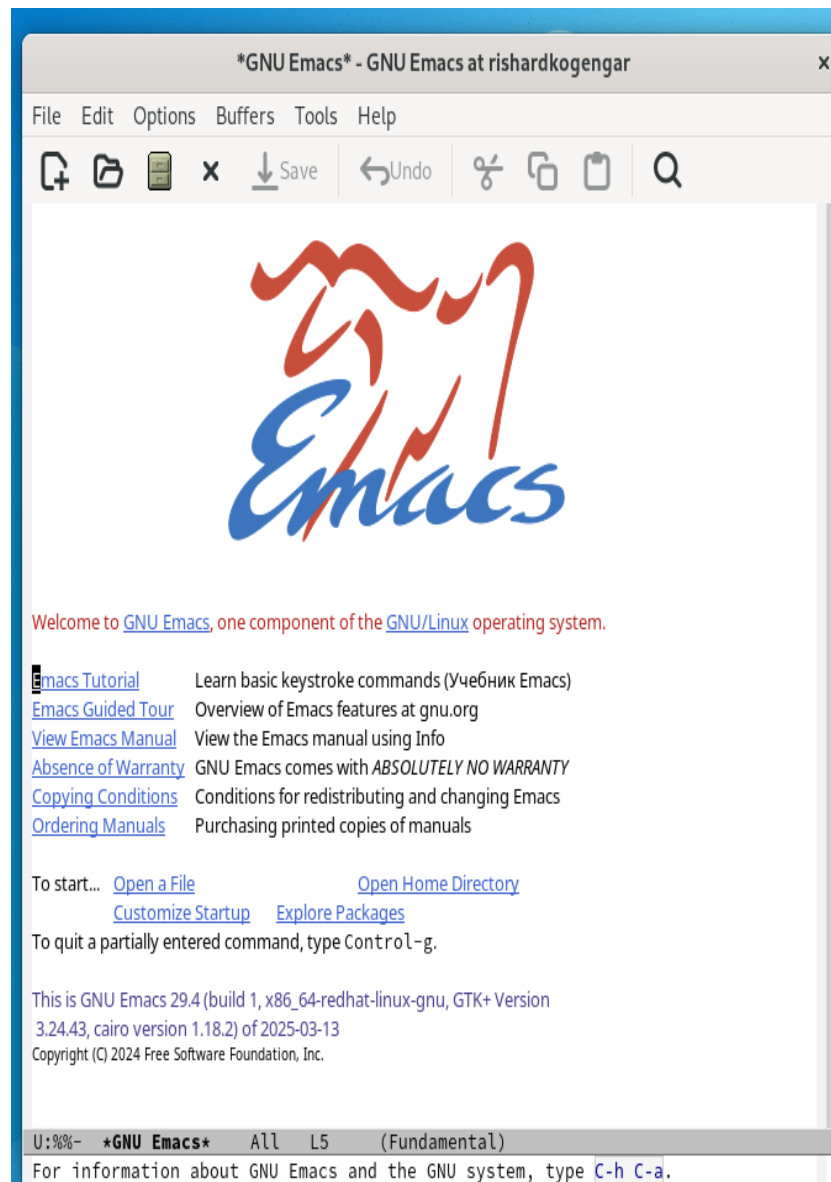 *GNU Emacs* - GNU Emacs at rishardkogengar
File Edit Options Buffers Tools Help
Save Undo
Emacs
Welcome to GNU Emacs, one component of the GNU/Linux operating system.
Emacs Tutorial Learn basic keystroke commands (Учебник Emacs)
Emacs Guided Tour Overview of Emacs features at gnu.org
View Emacs Manual View the Emacs manual using Info
Absence of Warranty GNU Emacs comes with ABSOLUTELY NO WARRANTY
Copying Conditions Conditions for redistributing and changing Emacs
Ordering Manuals Purchasing printed copies of manuals
To start... Open a File Open Home Directory
Customize Startup Explore Packages
To quit a partially entered command, type Control-g.
This is GNU Emacs 29.4 (build 1, x86_64-redhat-linux-gnu, GTK+ Version
3.24.43, cairo version 1.18.2) of 2025-03-13
Copyright (C) 2024 Free Software Foundation, Inc.
U:%%- *GNU Emacs* All L5 (Fundamental)
For information about GNU Emacs and the GNU system, type C-h C-a.